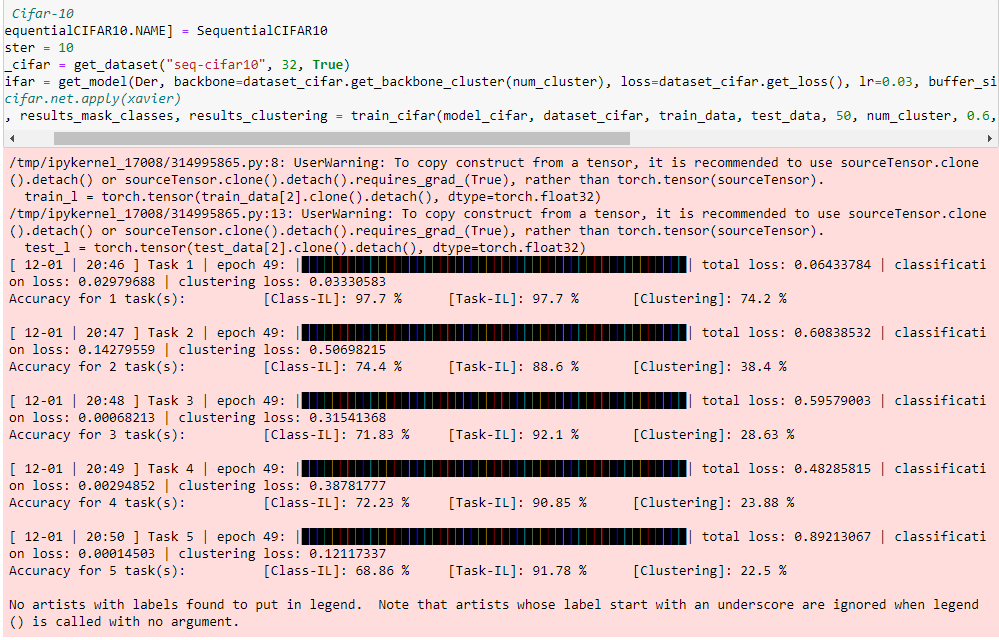 Cifar-10
equentialCIFAR10.NAME] = SequentialCIFAR10
ster = 10
_cifar = get_dataset("seq-cifar10", 32, True)
ifar = get_model(Der, backbone=dataset_cifar.get_backbone_cluster(num_cluster), loss=dataset_cifar.get_loss(), lr=0.03, buffer_si
cifar.net.apply(xavier)
, results_mask_classes, results_clustering = train_cifar(model_cifar, dataset_cifar, train_data, test_data, 50, num_cluster, 0.6,
/tmp/ipykernel_17008/314995865.py:8: UserWarning: To copy construct from a tensor, it is recommended to use sourceTensor.clone
().detach() or sourceTensor.clone().detach().requires_grad_(True), rather than torch.tensor(sourceTensor).
train_l = torch.tensor(train_data[2].clone().detach(), dtype=torch.float32)
/tmp/ipykernel_17008/314995865.py:13: UserWarning: To copy construct from a tensor, it is recommended to use sourceTensor.clone
().detach() or sourceTensor.clone().detach().requires_grad_(True), rather than torch.tensor(sourceTensor).
test_l = torch.tensor(test_data[2].clone().detach(), dtype=torch.float32)
[ 12-01 | 20:46 ] Task 1 | epoch 49: | | total loss: 0.06433784 | classificati
on loss: 0.02979688 | clustering loss: 0.03330583
Accuracy for 1 task(s): [Class-IL]: 97.7 % [Task-IL]: 97.7 % [Clustering]: 74.2 %
[ 12-01 | 20:47 ] Task 2 | epoch 49: | | total loss: 0.60838532 | classificati
on loss: 0.14279559 | clustering loss: 0.50698215
Accuracy for 2 task(s): [Class-IL]: 74.4 % [Task-IL]: 88.6 % [Clustering]: 38.4 %
[ 12-01 | 20:48 ] Task 3 | epoch 49: | | total loss: 0.59579003 | classificati
on loss: 0.00068213 | clustering loss: 0.31541368
Accuracy for 3 task(s): [Class-IL]: 71.83 % [Task-IL]: 92.1 % [Clustering]: 28.63 %
[ 12-01 | 20:49 ] Task 4 | epoch 49: | | total loss: 0.48285815 | classificati
on loss: 0.00294852 | clustering loss: 0.38781777
Accuracy for 4 task(s): [Class-IL]: 72.23 % [Task-IL]: 90.85 % [Clustering]: 23.88 %
[ 12-01 | 20:50 ] Task 5 | epoch 49: | | total loss: 0.89213067 | classificati
on loss: 0.00014503 | clustering loss: 0.12117337
Accuracy for 5 task(s): [Class-IL]: 68.86 % [Task-IL]: 91.78 % [Clustering]: 22.5 %
No artists with labels found to put in legend.  Note that artists whose label start with an underscore are ignored when legend
() is called with no argument.